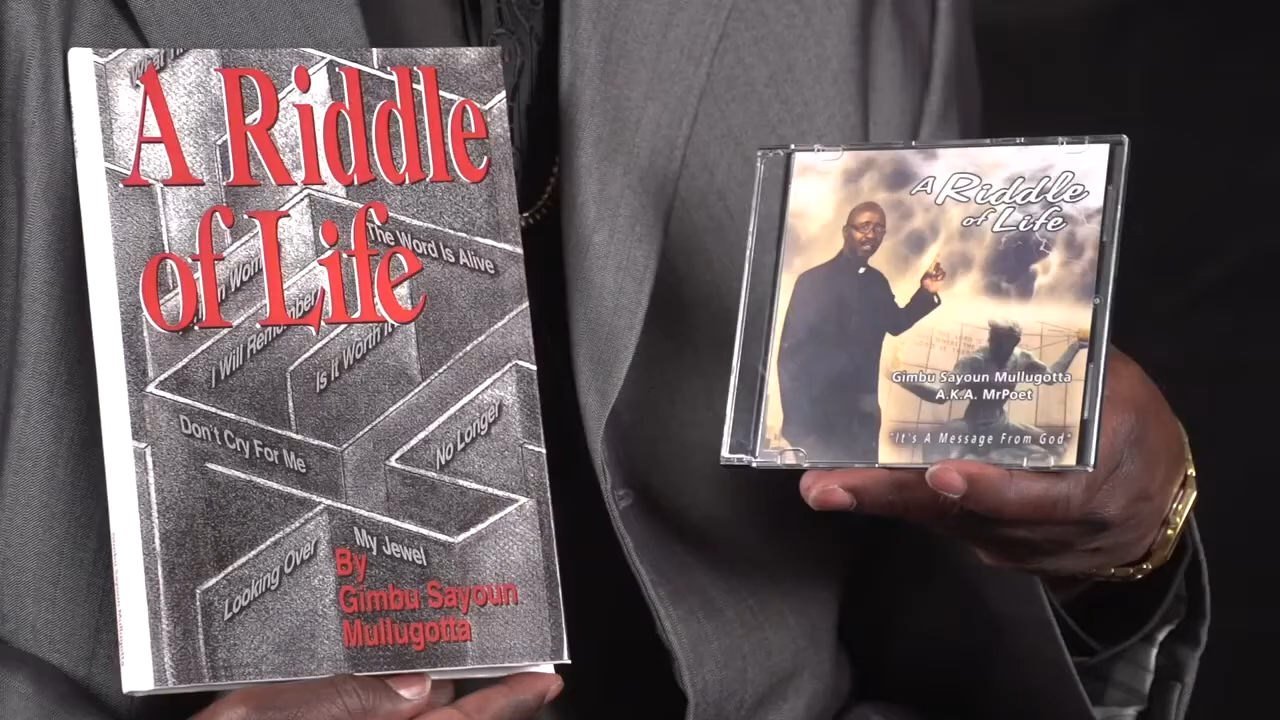 A Riddle
of Life
The Word Is Alive
I Will Remember
Is It Worth It
Don't Cry For Me
No Longer
My Jewel
Looking Over
By
Gimbu Sayoun
Mullugotta
A Riddle
of Life
Gimbu Sayoun Mullugotta
A.K.A. MrPoet
"It's A Message From God"